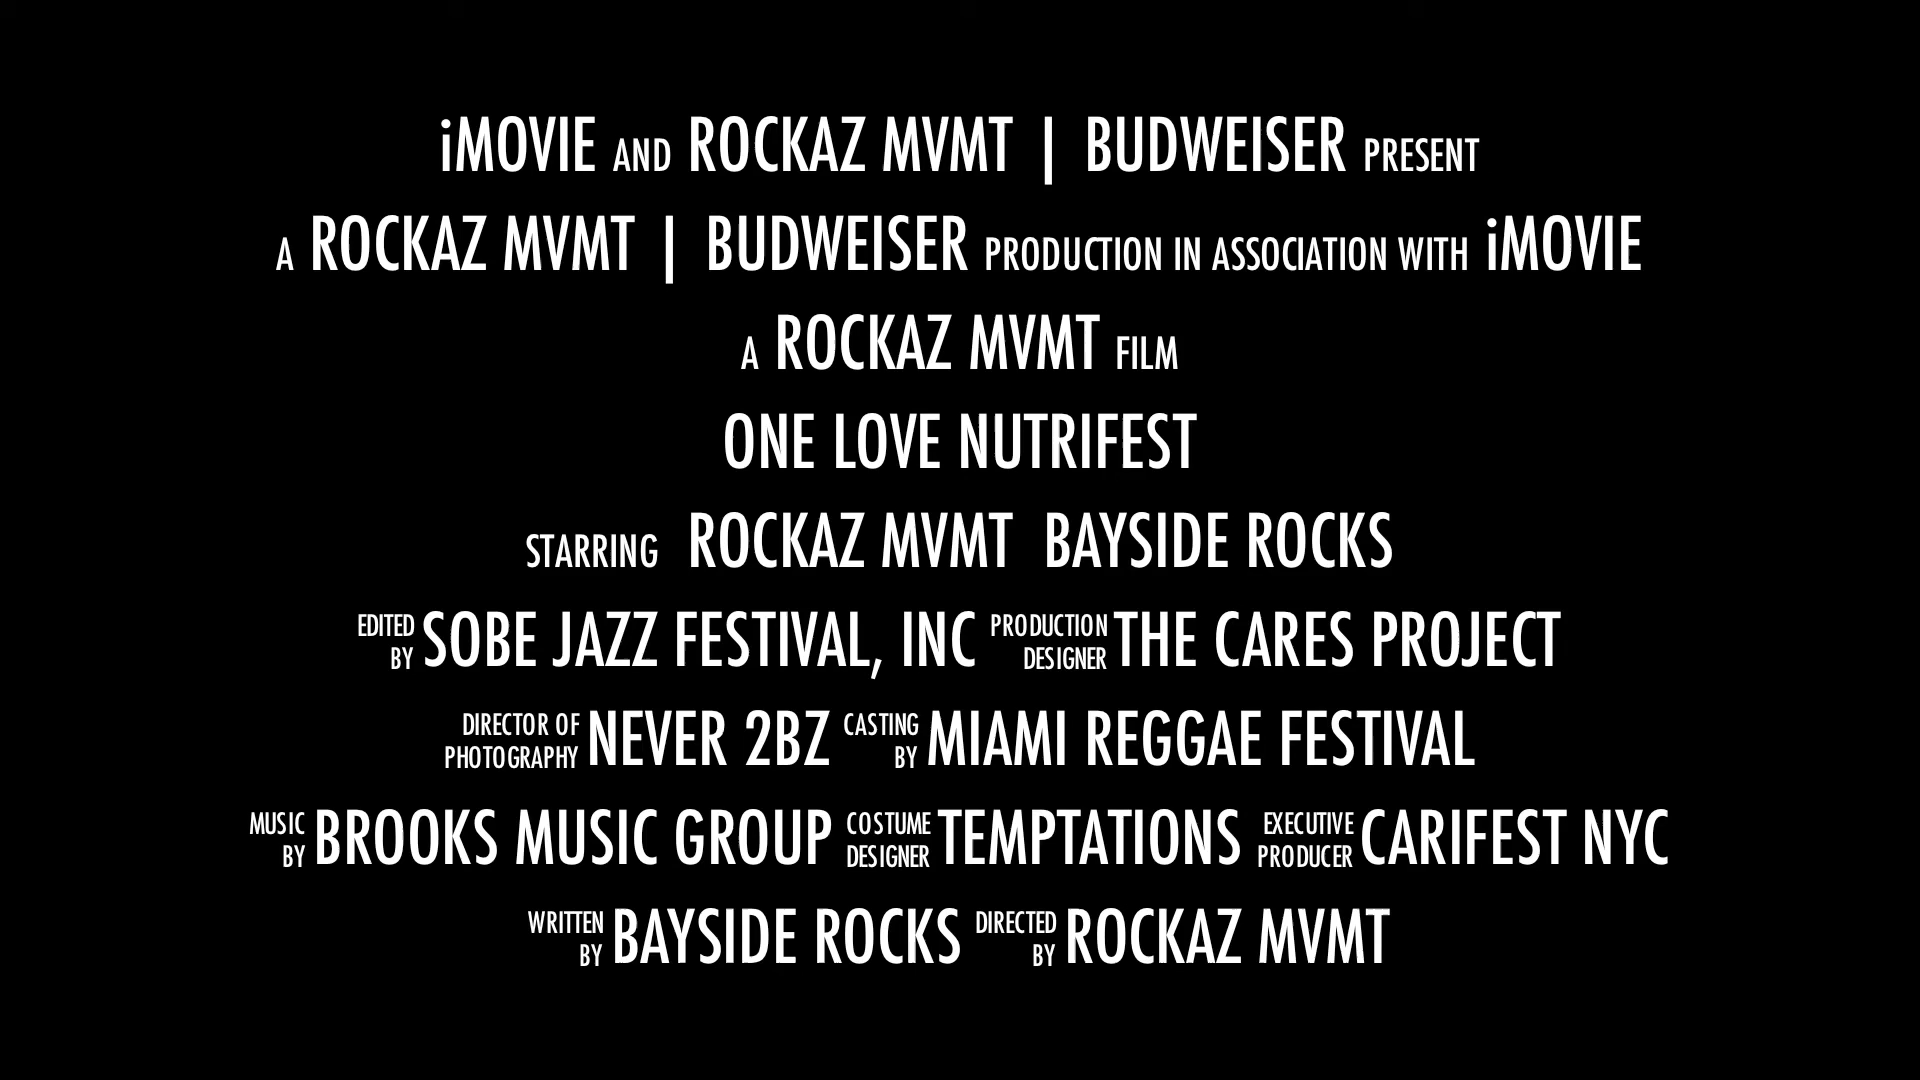 iMOVIE AND ROCKAZ MVMT | BUDWEISER PRESENT
A ROCKAZ MVMT | BUDWEISER PRODUCTION IN ASSOCIATION WITH iMOVIE
A ROCKAZ MVMT FILM
ONE LOVE NUTRIFEST
STARRING ROCKAZ MVMT BAYSIDE ROCKS
EDITED BY SOBE JAZZ FESTIVAL, INC PRODUCTION DESIGNER THE CARES PROJECT
DIRECTOR OF PHOTOGRAPHY NEVER 2BZ CASTING BY MIAMI REGGAE FESTIVAL
MUSIC BY BROOKS MUSIC GROUP COSTUME DESIGNER TEMPTATIONS EXECUTIVE PRODUCER CARIFEST NYC
WRITTEN BY BAYSIDE ROCKS DIRECTED BY ROCKAZ MVMT